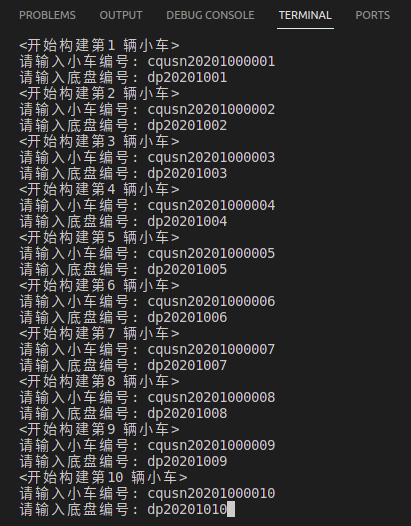 PROBLEMS OUTPUT DEBUG CONSOLE TERMINAL PORTS
<开始构建第1 辆小车>
请输入小车编号: cqusn20201000001
请输入底盘编号: dp20201001
<开始构建第2 辆小车>
请输入小车编号: cqusn20201000002
请输入底盘编号: dp20201002
<开始构建第3 辆小车>
请输入小车编号: cqusn20201000003
请输入底盘编号: dp20201003
<开始构建第4 辆小车>
请输入小车编号: cqusn20201000004
请输入底盘编号: dp20201004
<开始构建第5 辆小车>
请输入小车编号: cqusn20201000005
请输入底盘编号: dp20201005
<开始构建第6 辆小车>
请输入小车编号: cqusn20201000006
请输入底盘编号: dp20201006
<开始构建第7 辆小车>
请输入小车编号: cqusn20201000007
请输入底盘编号: dp20201007
<开始构建第8 辆小车>
请输入小车编号: cqusn20201000008
请输入底盘编号: dp20201008
<开始构建第9 辆小车>
请输入小车编号: cqusn20201000009
请输入底盘编号: dp20201009
<开始构建第10 辆小车>
请输入小车编号: cqusn20201000010
请输入底盘编号: dp20201010